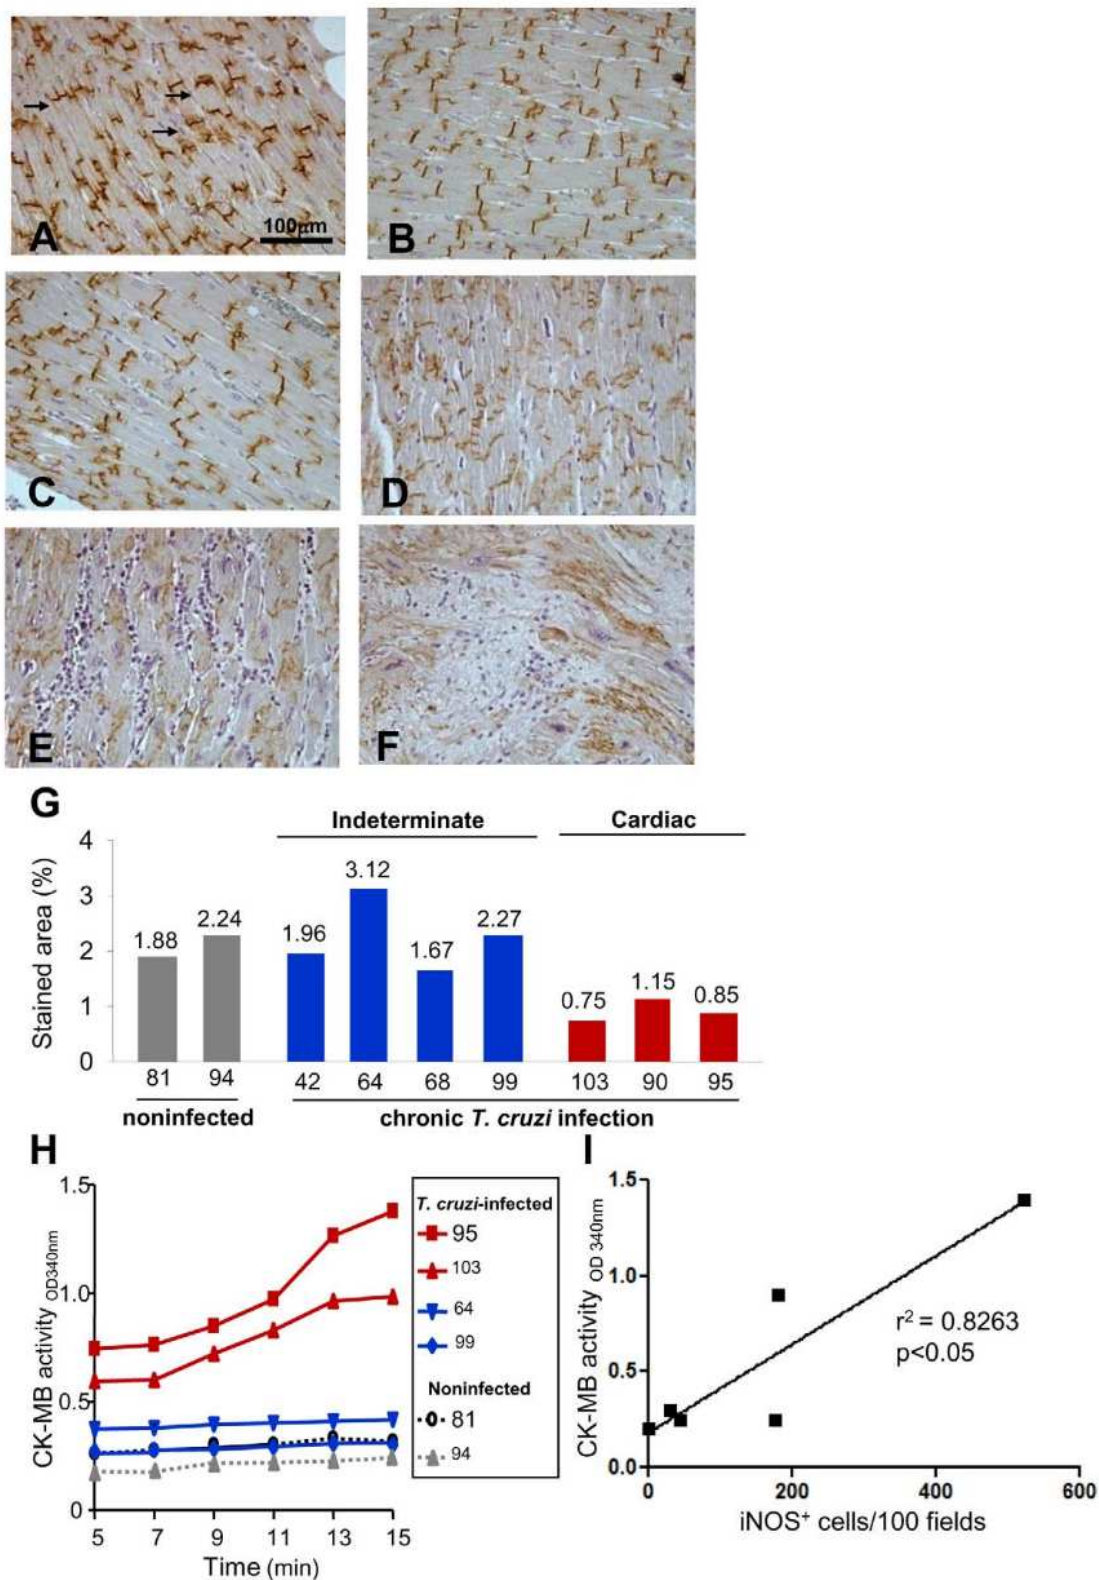 A
100µm
B
C
D
E
F
G
Indeterminate
Cardiac
Stained area (%)
4
3
2
1
0
1.88
2.24
1.96
3.12
1.67
2.27
0.75
1.15
0.85
81
94
42
64
68
99
103
90
95
noninfected
chronic T. cruzi infection
H
CK-MB activity OD340nm
1.5
1.0
0.5
0
5
7
9
11
13
15
Time (min)
T. cruzi-infected
95
103
64
99
Noninfected
81
94
I
CK-MB activity OD 340nm
1.5
1.0
0.5
0.0
r² = 0.8263
p<0.05
0
200
400
600
iNOS⁺ cells/100 fields